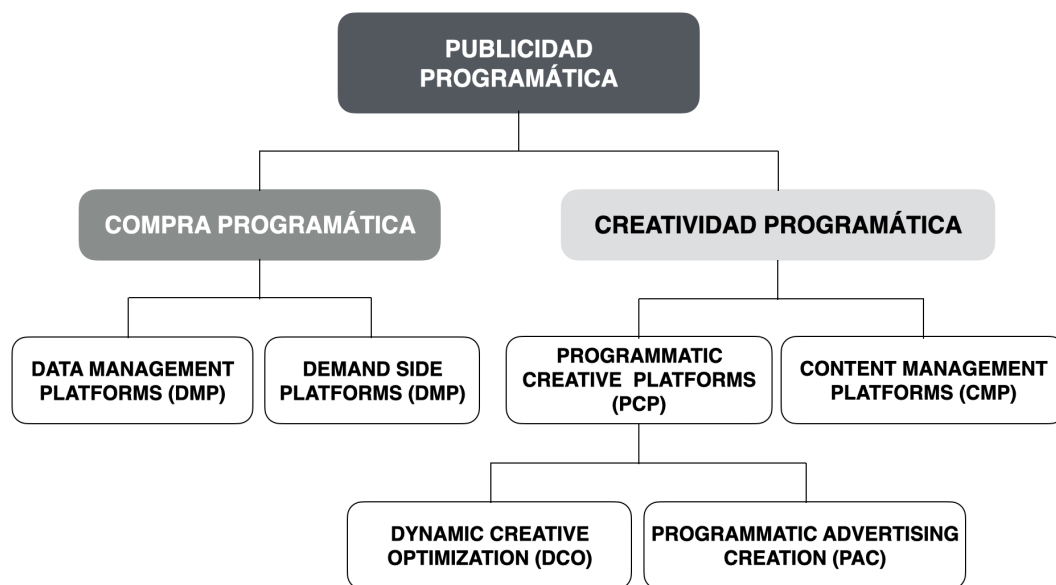 PUBLICIDAD
PROGRAMÁTICA
COMPRA PROGRAMÁTICA
CREATIVIDAD PROGRAMÁTICA
DATA MANAGEMENT
PLATFORMS (DMP)
DEMAND SIDE
PLATFORMS (DMP)
PROGRAMMATIC
CREATIVE PLATFORMS
(PCP)
CONTENT MANAGEMENT
PLATFORMS (CMP)
DYNAMIC CREATIVE
OPTIMIZATION (DCO)
PROGRAMMATIC ADVERTISING
CREATION (PAC)